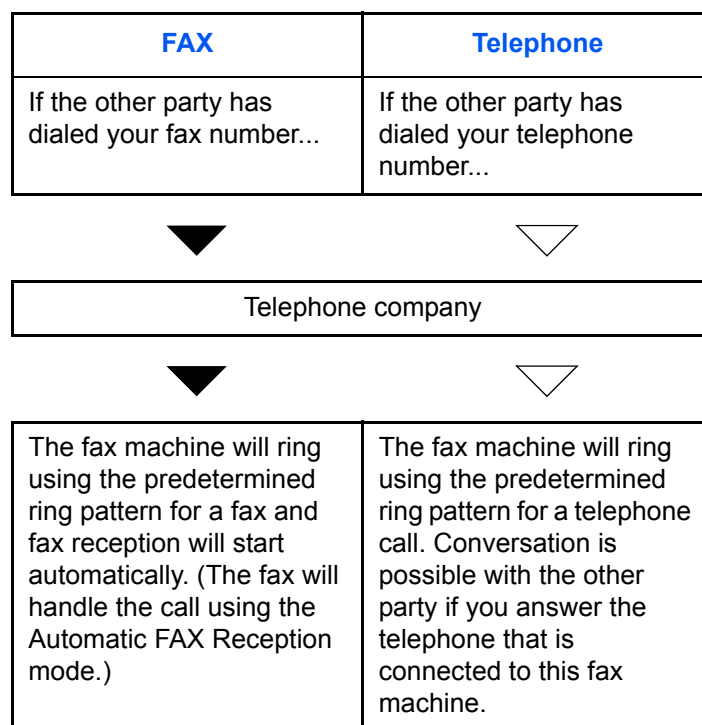 FAX
Telephone
If the other party has
dialed your fax number...
If the other party has
dialed your telephone
number...
Telephone company
The fax machine will ring
using the predetermined
ring pattern for a fax and
fax reception will start
automatically. (The fax will
handle the call using the
Automatic FAX Reception
mode.)
The fax machine will ring
using the predetermined
ring pattern for a telephone
call. Conversation is
possible with the other
party if you answer the
telephone that is
connected to this fax
machine.